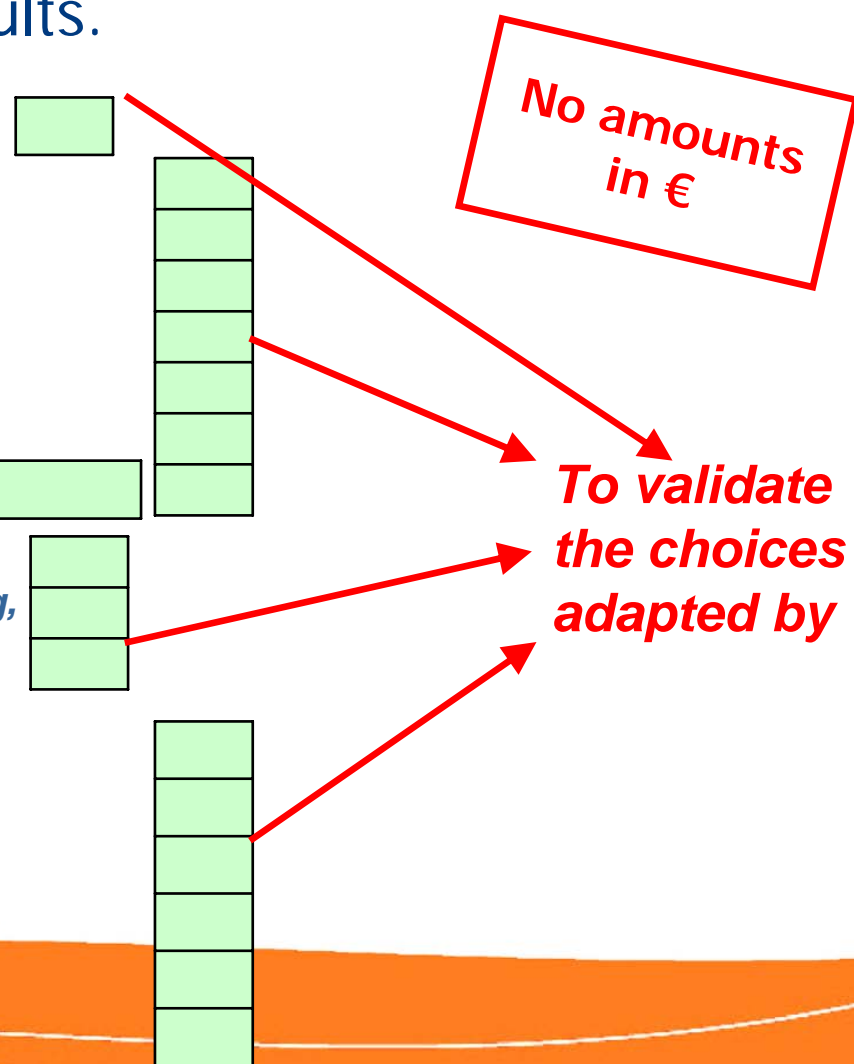 ults.
No amounts
in €
To validate
g,
the choices
adapted by